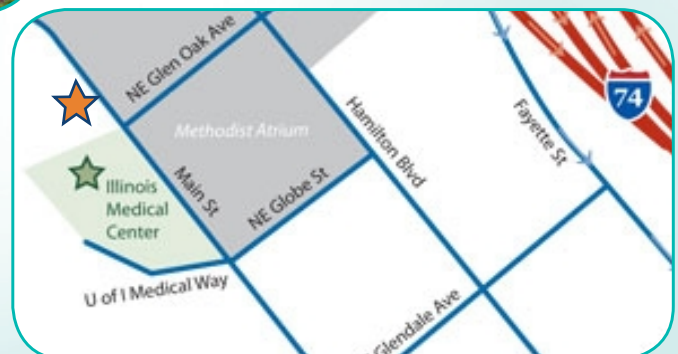 NE Glen Oak Ave
74
Methodist Atrium
Hamilton Blvd
Fayette St
Illinois
Medical
Center
Main St
NE Globe St
U of I Medical Way
Glendale Ave